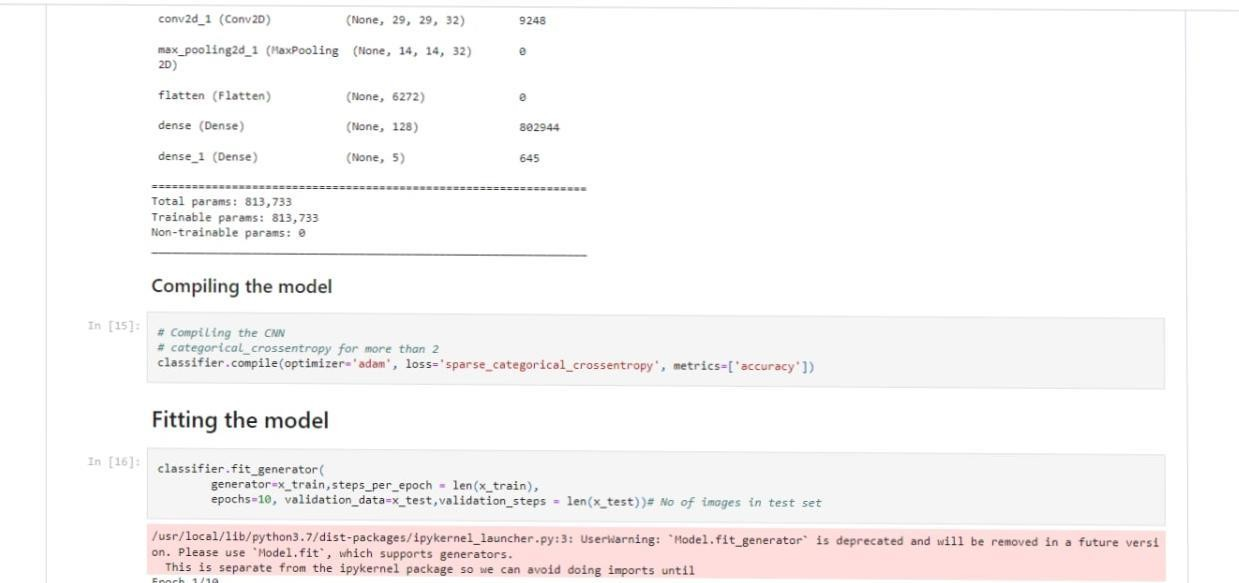 conv2d_1 (Conv2D) (None, 29, 29, 32) 9248
max_pooling2d_1 (MaxPooling (None, 14, 14, 32) 0
2D)
flatten (Flatten) (None, 6272) 0
dense (Dense) (None, 128) 802944
dense_1 (Dense) (None, 5) 645
=================================================================
Total params: 813,733
Trainable params: 813,733
Non-trainable params: 0
_________________________________________________________________
Compiling the model
In [15]:
# Compiling the CNN
# categorical_crossentropy for more than 2
classifier.compile(optimizer='adam', loss='sparse_categorical_crossentropy', metrics=['accuracy'])
Fitting the model
In [16]:
classifier.fit_generator(
generator=x_train,steps_per_epoch = len(x_train),
epochs=10, validation_data=x_test,validation_steps = len(x_test))# No of images in test set
/usr/local/lib/python3.7/dist-packages/ipykernel_launcher.py:3: UserWarning: `Model.fit_generator` is deprecated and will be removed in a future versi
on. Please use `Model.fit`, which supports generators.
This is separate from the ipykernel package so we can avoid doing imports until
Epoch 1/10